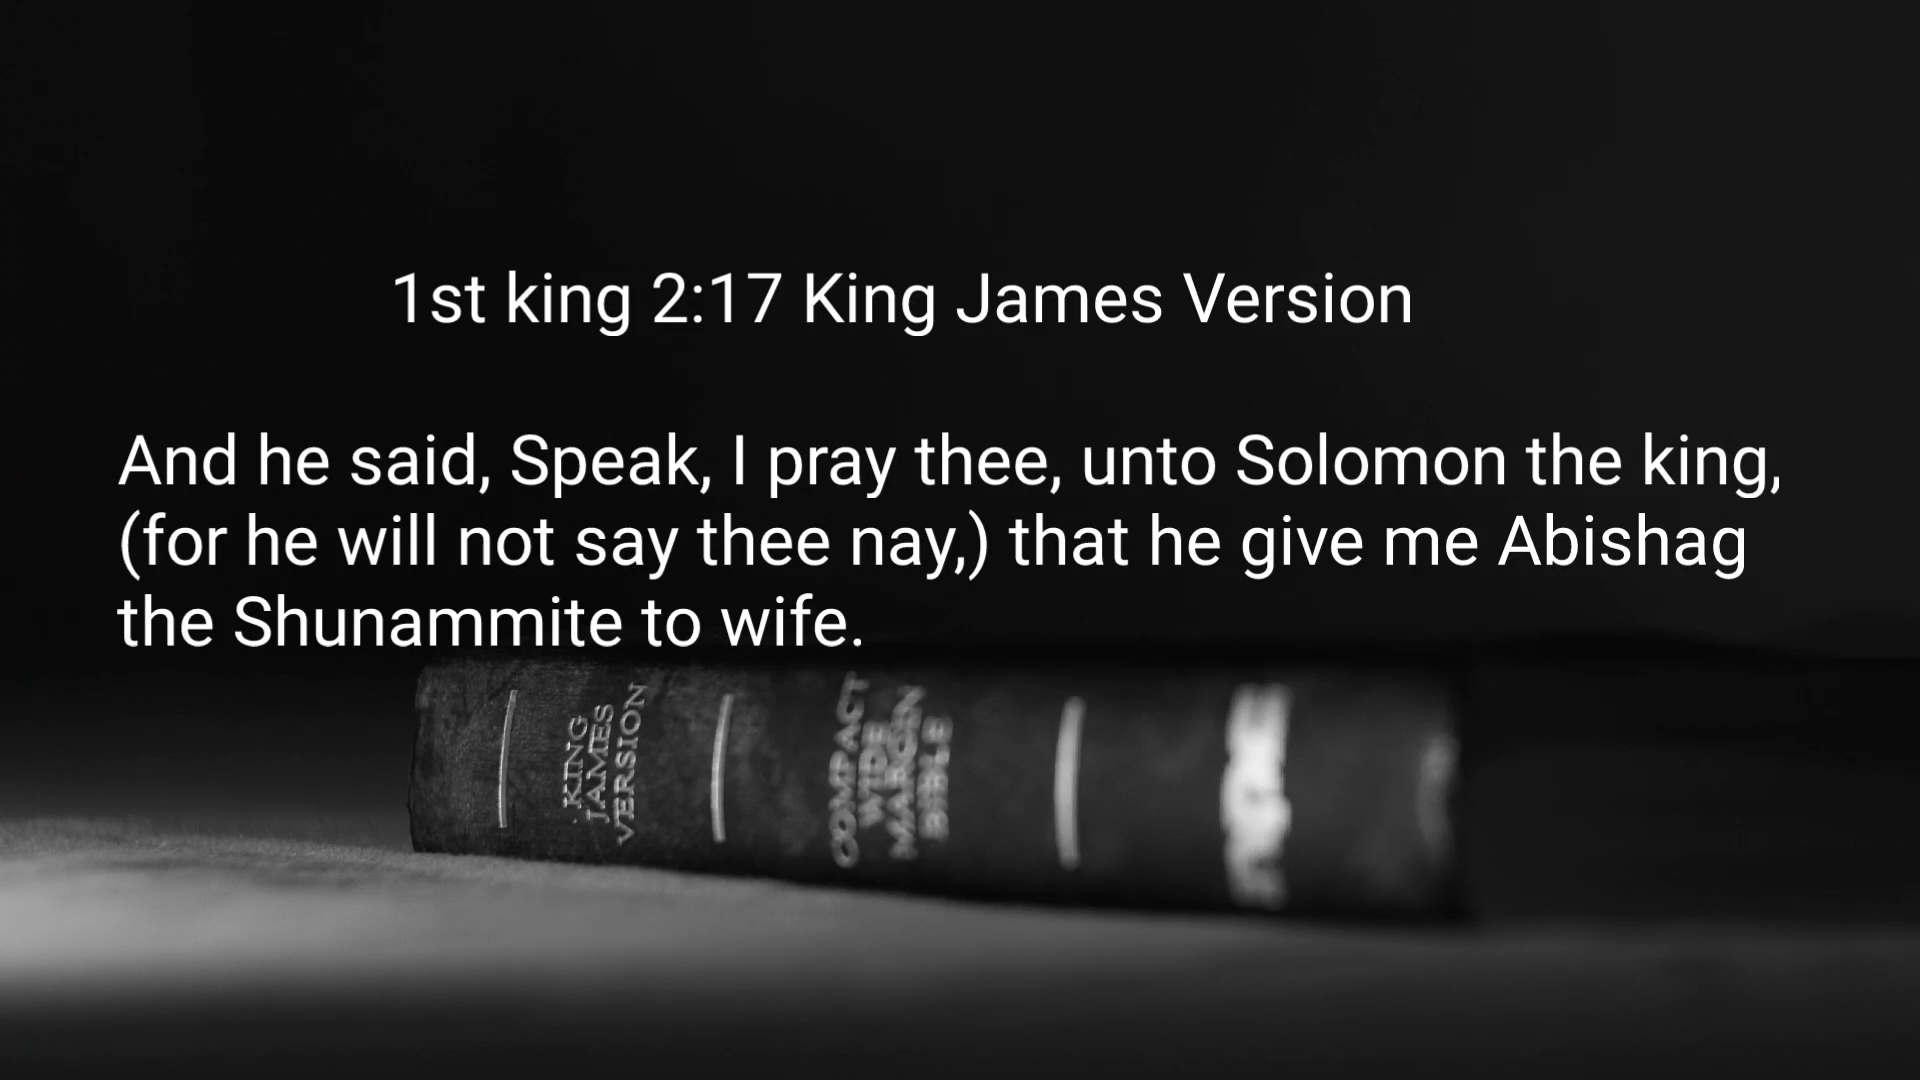 1st king 2:17 King James Version
And he said, Speak, I pray thee, unto Solomon the king,
(for he will not say thee nay,) that he give me Abishag
the Shunammite to wife.
KING
JAMES
VERSION
COMPACT
WIDE
MARGIN
BIBLE